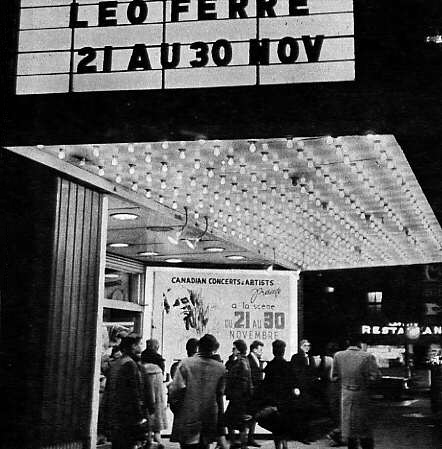 LEO FERRE
21 AU 30 NOV
CANADIAN CONCERTS & ARTISTS
à la scène
DU 21 AU 30
NOVEMBRE
RESTAURAN